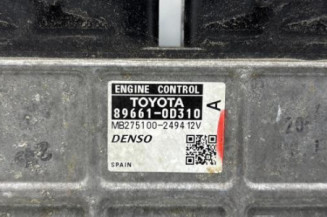 ENGINE CONTROL
TOYOTA
89661-0D310
A
MB275100-2494 12V
DENSO
SPAIN